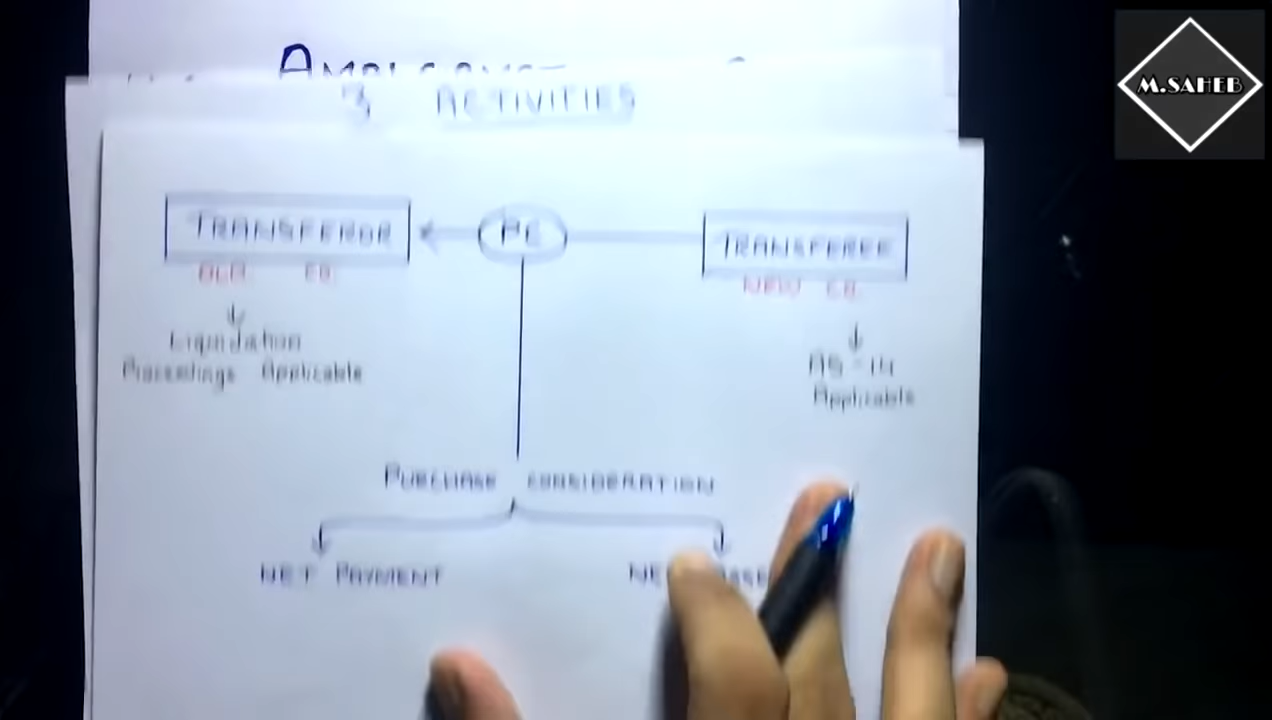 M.SAHEB
3 ACTIVITIES
TRANSFEROR
PC
TRANSFEREE
OLD CO.
NEW CO.
Liquidation
Proceedings Applicable
AS-14
Applicable
PURCHASE CONSIDERATION
NET PAYMENT